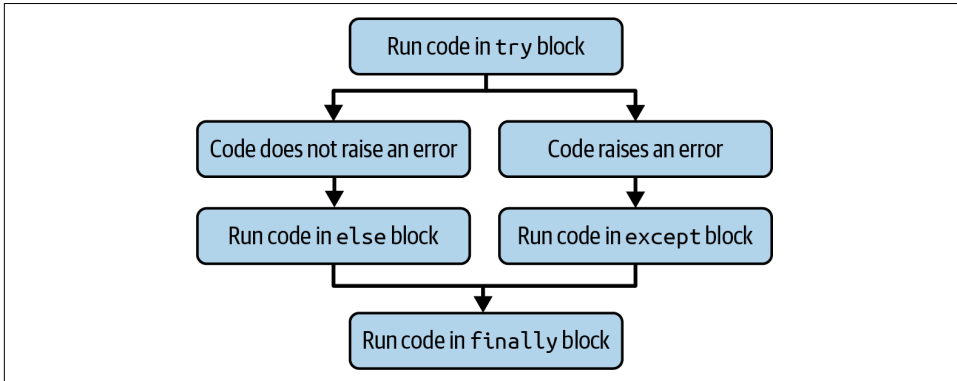 Run code in try block
Code does not raise an error
Code raises an error
Run code in else block
Run code in except block
Run code in finally block